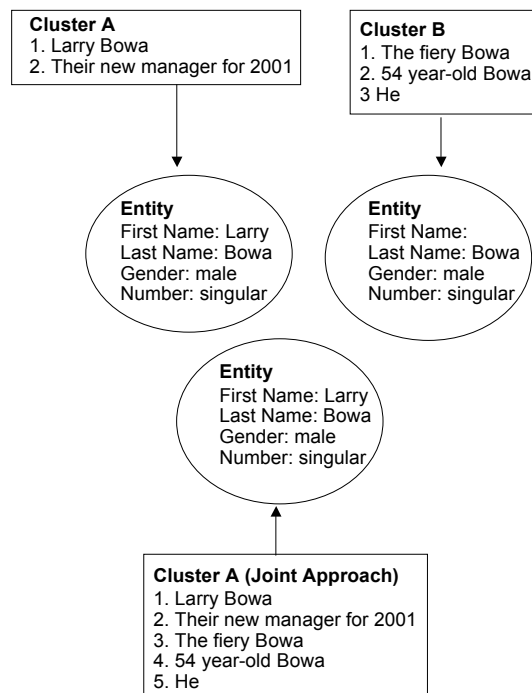 Cluster A
1. Larry Bowa
2. Their new manager for 2001
Cluster B
1. The fiery Bowa
2. 54 year-old Bowa
3 He
Entity
First Name: Larry
Last Name: Bowa
Gender: male
Number: singular
Entity
First Name:
Last Name: Bowa
Gender: male
Number: singular
Entity
First Name: Larry
Last Name: Bowa
Gender: male
Number: singular
Cluster A (Joint Approach)
1. Larry Bowa
2. Their new manager for 2001
3. The fiery Bowa
4. 54 year-old Bowa
5. He